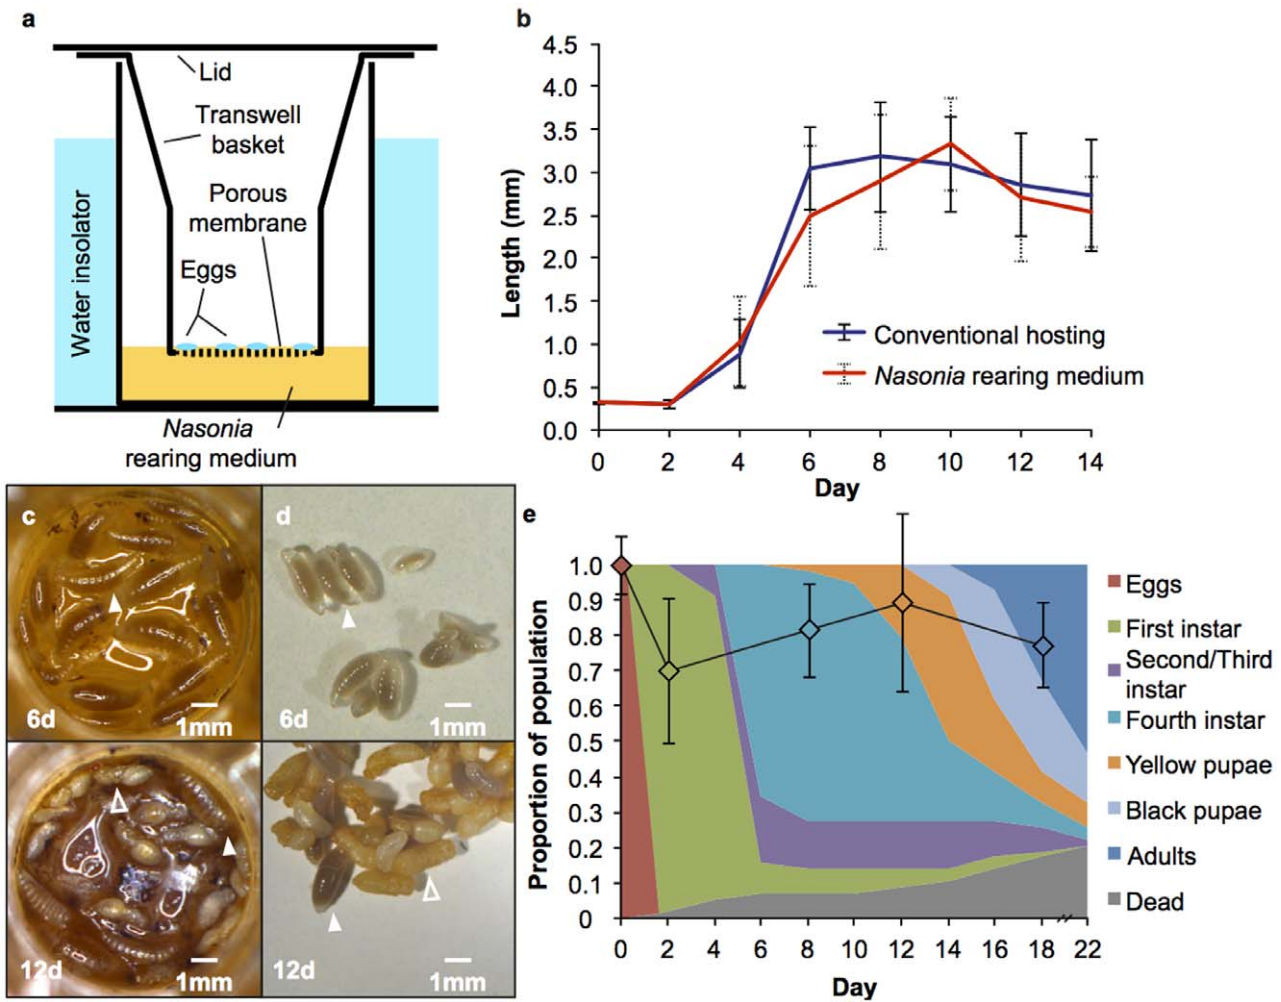 a
Lid
Transwell
basket
Porous
membrane
Eggs
Water insolator
Nasonia
rearing medium
b
4.5
4.0
3.5
3.0
2.5
2.0
1.5
1.0
0.5
0.0
Length (mm)
0 2 4 6 8 10 12 14
Day
Conventional hosting
Nasonia rearing medium
c
6d
1mm
d
6d
1mm
12d
1mm
12d
1mm
e
1.0
0.9
0.8
0.7
0.6
0.5
0.4
0.3
0.2
0.1
0
Proportion of population
0 2 4 6 8 10 12 14 16 18 22
Day
Eggs
First instar
Second/Third
instar
Fourth instar
Yellow pupae
Black pupae
Adults
Dead